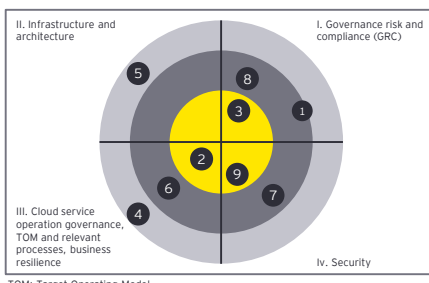 II. Infrastructure and
architecture
I. Governance risk and
compliance (GRC)
5
8
3
1
2
9
6
7
4
III. Cloud service
operation governance,
TOM and relevant
processes, business
resilience
Iv. Security
TOM: Target Operating Model